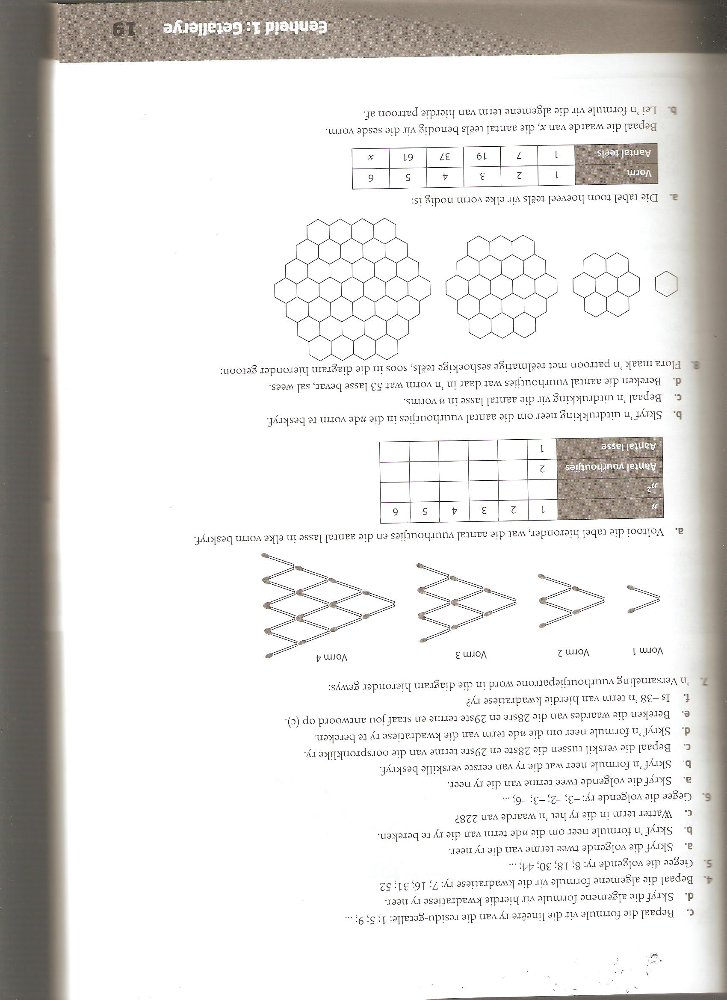 c. Bepaal die formule vir die lineêre ry van die residu-getalle: 1; 5; 9; ...
d. Skryf die algemene formule vir hierdie kwadratiese ry neer.
4. Bepaal die algemene formule vir die kwadratiese ry: 7; 16; 31; 52
5. Gegee die volgende ry: 8; 18; 30; 44; ...
a. Skryf die volgende twee terme van die ry neer.
b. Skryf 'n formule neer om die nde term van die ry te bereken.
c. Watter term in die ry het 'n waarde van 228?
6. Gegee die volgende ry: –3; –2; –3; –6; ...
a. Skryf die volgende twee terme van die ry neer.
b. Skryf 'n formule neer wat die ry van eerste verskille beskryf.
c. Bepaal die verskil tussen die 28ste en 29ste terme van die oorspronklike ry.
d. Skryf 'n formule neer om die nde term van die kwadratiese ry te bereken.
e. Bereken die waardes van die 28ste en 29ste terme en staaf jou antwoord op (c).
f. Is –38 'n term van hierdie kwadratiese ry?
7. 'n Versameling vuurhoutjiepatrone word in die diagram hieronder gewys:
Vorm 1 Vorm 2 Vorm 3 Vorm 4
a. Voltooi die tabel hieronder, wat die aantal vuurhoutjies en die aantal lasse in elke vorm beskryf.
n 1 2 3 4 5 6
n²
Aantal vuurhoutjies 2
Aantal lasse 1
b. Skryf 'n uitdrukking neer om die aantal vuurhoutjies in die nde vorm te beskryf.
c. Bepaal 'n uitdrukking vir die aantal lasse in n vorms.
d. Bereken die aantal vuurhoutjies wat daar in 'n vorm wat 53 lasse bevat, sal wees.
8. Flora maak 'n patroon met reëlmatige seshoekige teëls, soos in die diagram hieronder getoon:
a. Die tabel toon hoeveel teëls vir elke vorm nodig is:
Vorm 1 2 3 4 5 6
Aantal teëls 1 7 19 37 61 x
Bepaal die waarde van x, die aantal teëls benodig vir die sesde vorm.
b. Lei 'n formule vir die algemene term van hierdie patroon af.
Eenheid 1: Getallerye 19